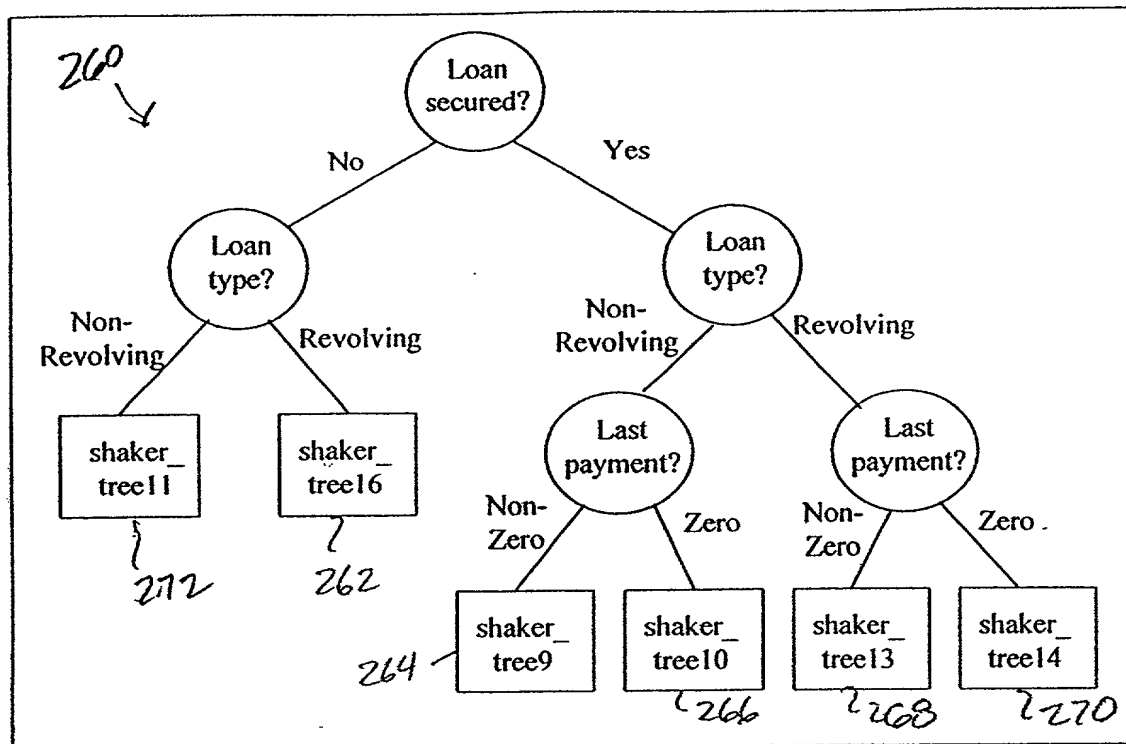 260
Loan
secured?
No
Yes
Loan
type?
Loan
type?
Non-
Revolving
Revolving
Non-
Revolving
Revolving
shaker_
tree11
shaker_
tree16
Last
payment?
Last
payment?
272
262
Non-
Zero
Zero
Non-
Zero
Zero
264
shaker_
tree9
shaker_
tree10
shaker_
tree13
shaker_
tree14
266
268
270